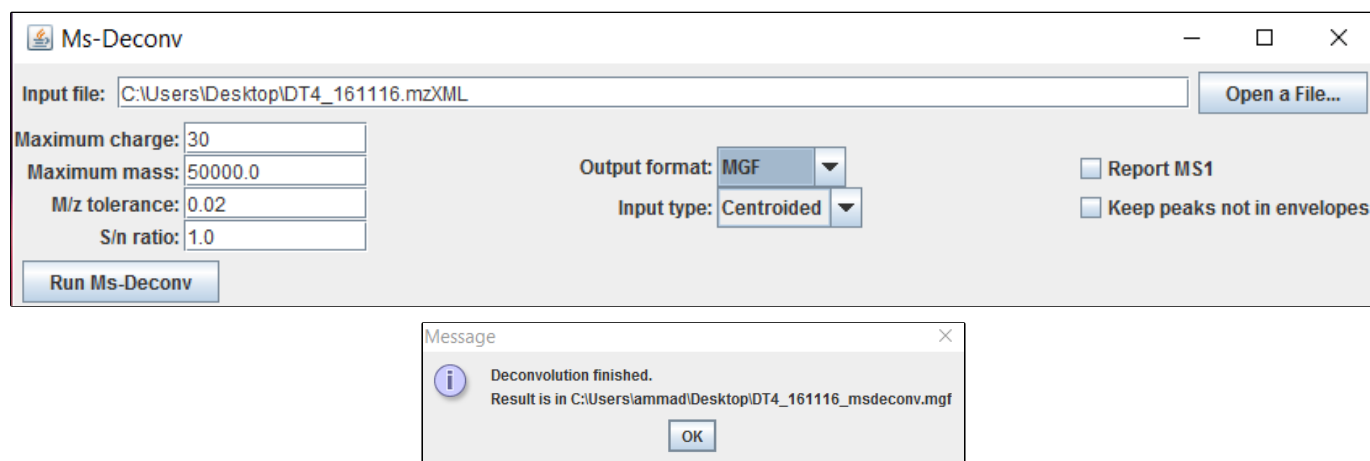 Ms-Deconv
Input file: C:\Users\Desktop\DT4_161116.mzXML Open a File...
Maximum charge: 30
Maximum mass: 50000.0
M/z tolerance: 0.02
S/n ratio: 1.0
Output format: MGF
Input type: Centroided
Report MS1
Keep peaks not in envelopes
Run Ms-Deconv
Message
Deconvolution finished.
Result is in C:\Users\ammad\Desktop\DT4_161116_msdeconv.mgf
OK